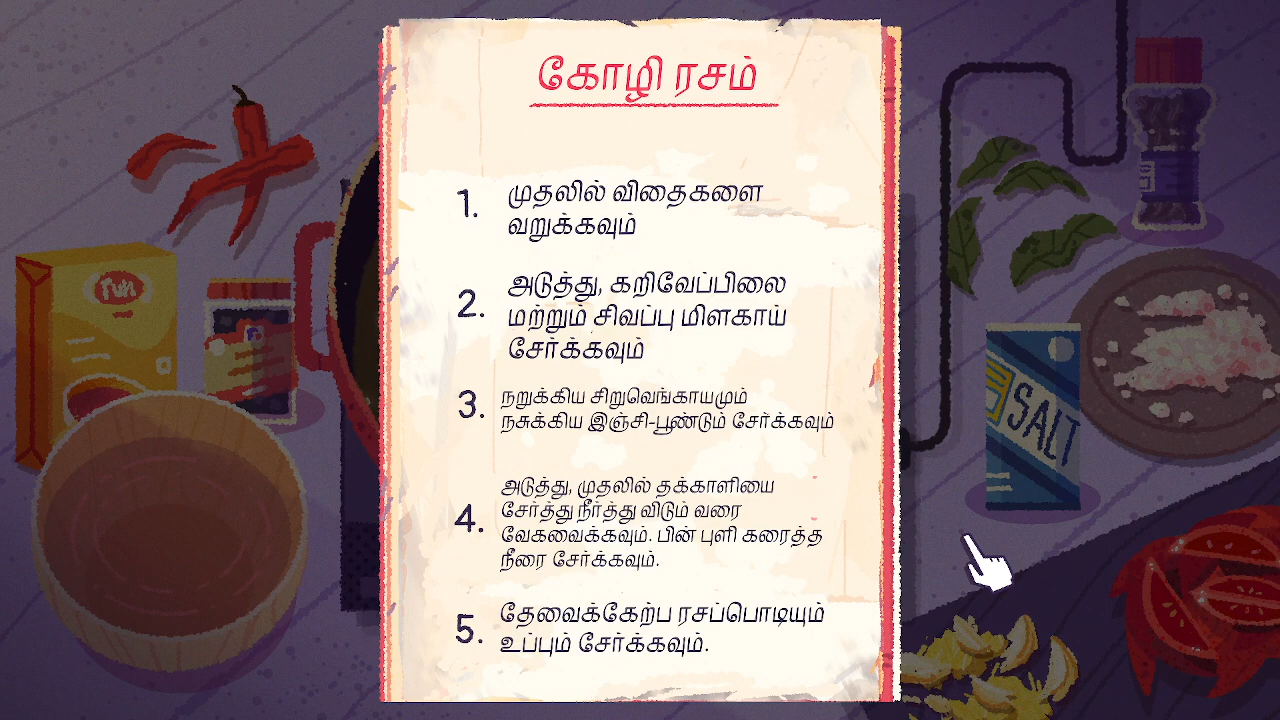 கோழி ரசம்
1. முதலில் விதைகளை
வறுக்கவும்
2. அடுத்து, கறிவேப்பிலை
மற்றும் சிவப்பு மிளகாய்
சேர்க்கவும்
3. நறுக்கிய சிறுவெங்காயமும்
நசுக்கிய இஞ்சி-பூண்டும் சேர்க்கவும்
4. அடுத்து, முதலில் தக்காளியை
சேர்த்து நீர்த்து விடும் வரை
வேகவைக்கவும். பின் புளி கரைத்த
நீரை சேர்க்கவும்.
5. தேவைக்கேற்ப ரசப்பொடியும்
உப்பும் சேர்க்கவும்.
SALT